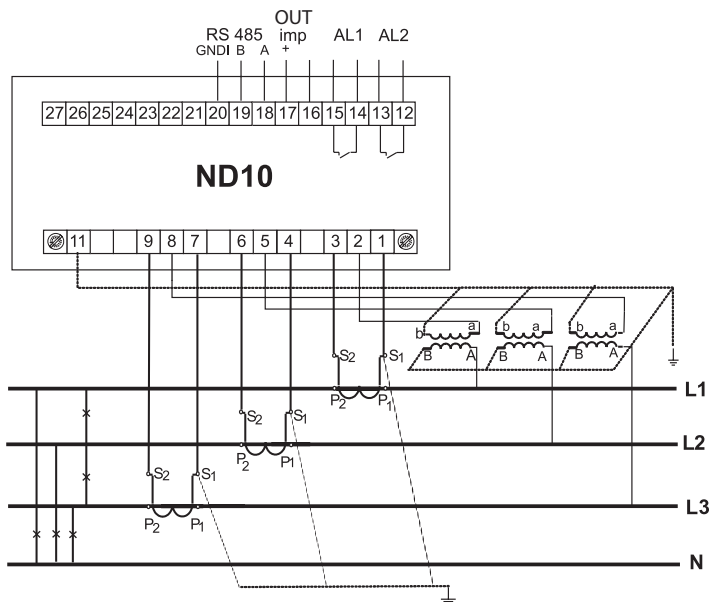 OUT
RS 485 imp AL1 AL2
GNDI B A +
27 26 25 24 23 22 21 20 19 18 17 16 15 14 13 12
ND10
11 9 8 7 6 5 4 3 2 1
b a b a b a
B A B A B A
S2 S1
L1
P2 P1
S2 S1
L2
P2 P1
S2 S1
L3
P2 P1
N